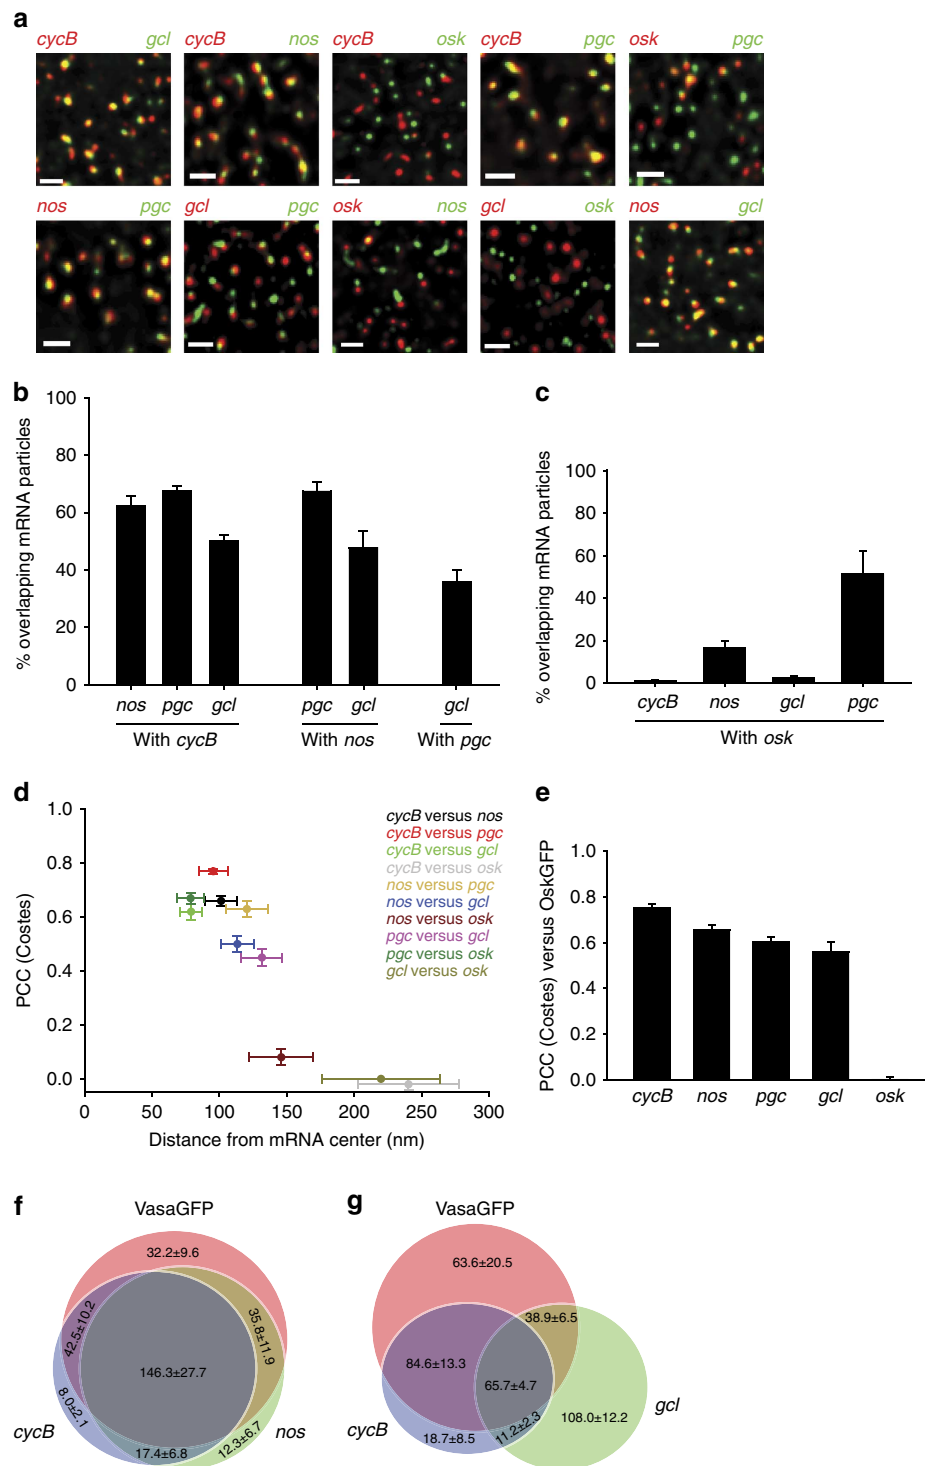 a
cycB gcl cycB nos cycB osk cycB pgc osk pgc
nos pgc gcl pgc osk nos gcl osk nos gcl
b
% overlapping mRNA particles
100
80
60
40
20
0
nos pgc gcl pgc gcl gcl
With cycB With nos With pgc
c
% overlapping mRNA particles
100
80
60
40
20
0
cycB nos gcl pgc
With osk
d
PCC (Costes)
1.0
0.8
0.6
0.4
0.2
0.0
0 50 100 150 200 250 300
Distance from mRNA center (nm)
cycB versus nos
cycB versus pgc
cycB versus gcl
cycB versus osk
nos versus pgc
nos versus gcl
nos versus osk
pgc versus gcl
pgc versus osk
gcl versus osk
e
PCC (Costes) versus OskGFP
1.0
0.8
0.6
0.4
0.2
0.0
cycB nos pgc gcl osk
f
VasaGFP
32.2±9.6
42.5±10.2
35.8±11.9
146.3±27.7
8.0±2.1
17.4±6.8
12.3±6.7
cycB
nos
g
VasaGFP
63.6±20.5
38.9±6.5
84.6±13.3
65.7±4.7
108.0±12.2
18.7±8.5
11.2±2.3
cycB
gcl